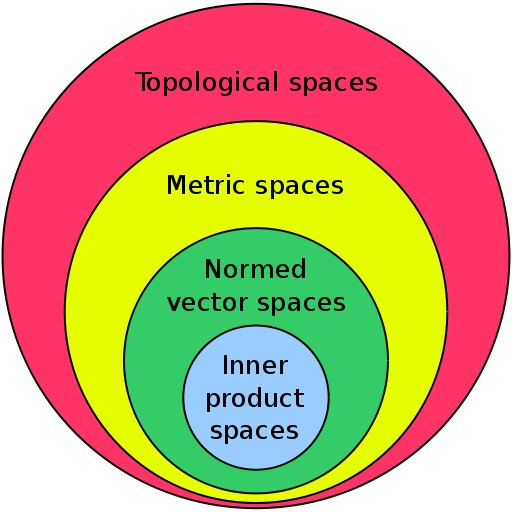 Topological spaces
Metric spaces
Normed
vector spaces
Inner
product
spaces